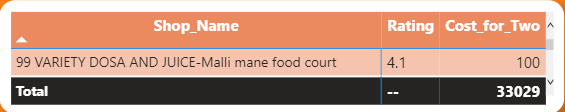 Shop_Name Rating Cost_for_Two
99 VARIETY DOSA AND JUICE-Malli mane food court 4.1 100
Total -- 33029